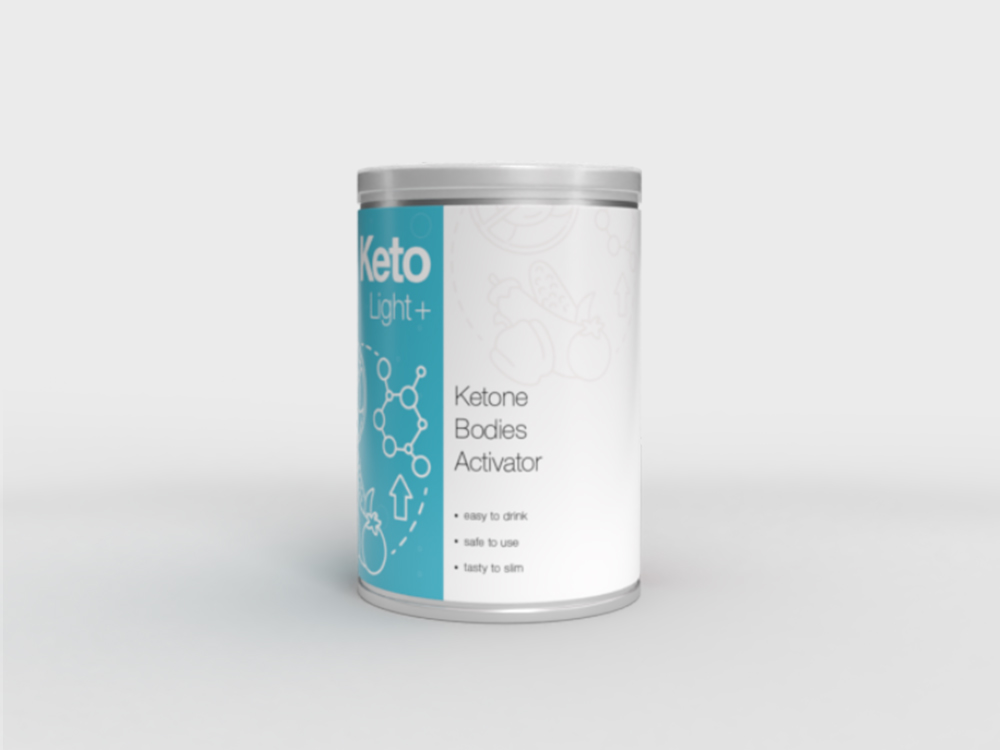 Keto
Light+
Ketone
Bodies
Activator
• easy to drink
• safe to use
• tasty to slim